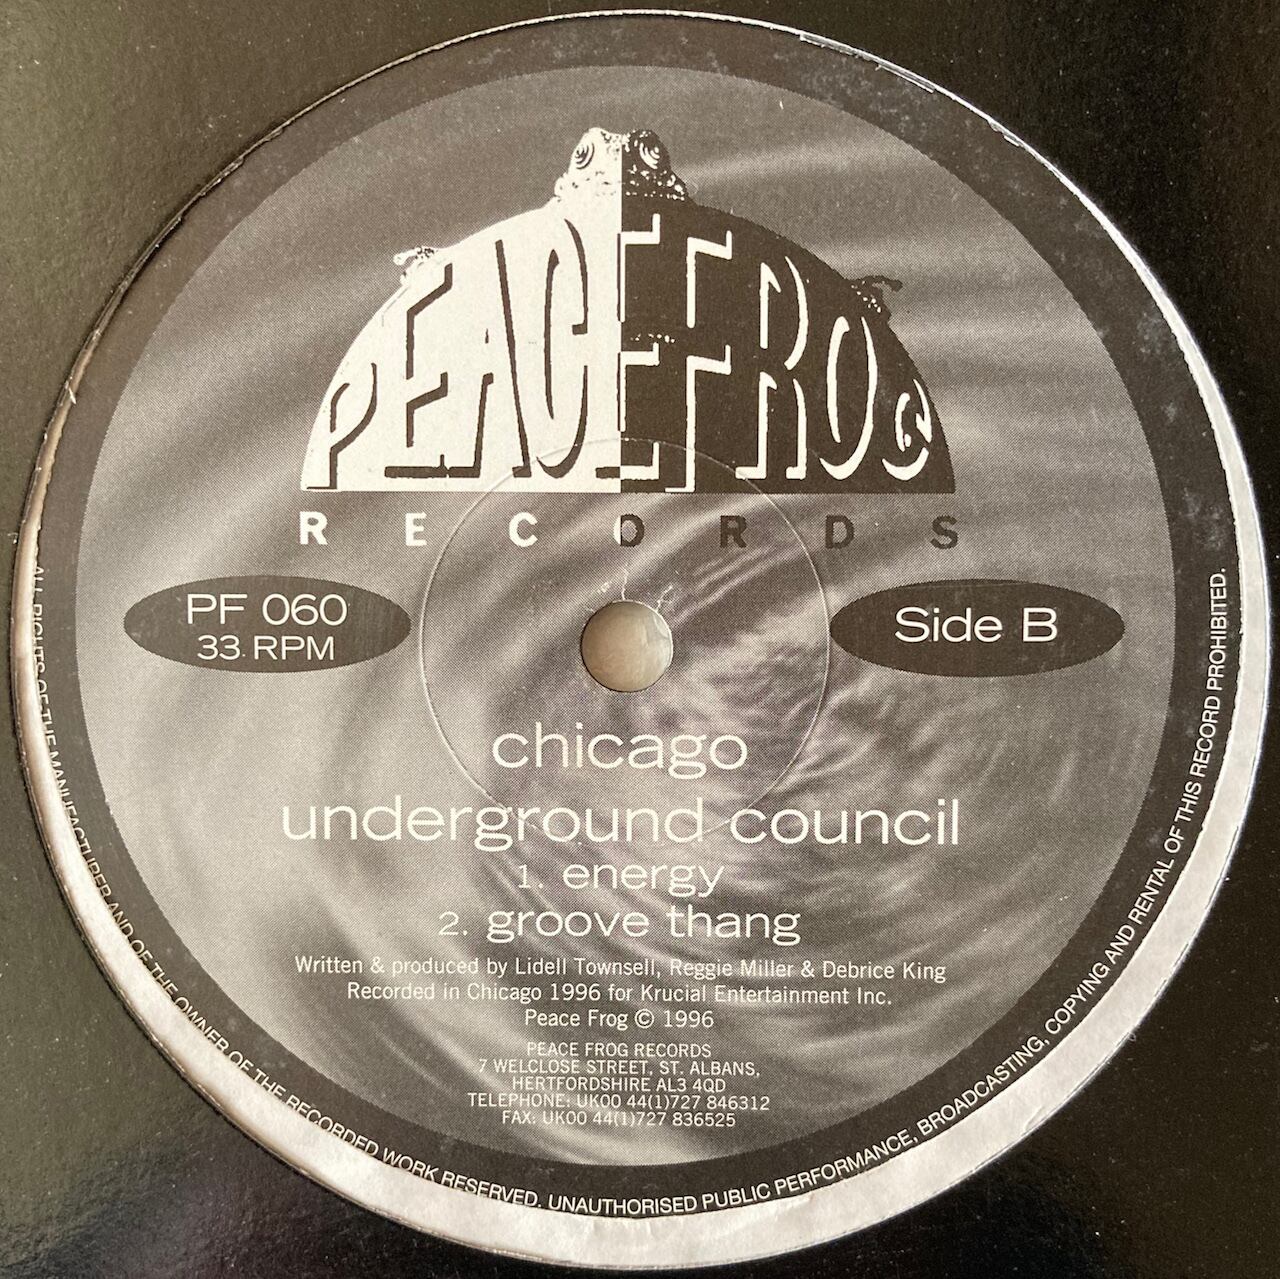 PEACEFROG
RECORDS
PF 060
33 RPM
Side B
chicago
underground council
1. energy
2. groove thang
Written & produced by Lidell Townsell, Reggie Miller & Debrice King
Recorded in Chicago 1996 for Krucial Entertainment Inc.
Peace Frog © 1996
PEACE FROG RECORDS
7 WELCLOSE STREET, ST. ALBANS,
HERTFORDSHIRE AL3 4QD
TELEPHONE: UK00 44(1)727 846312
FAX: UK00 44(1)727 836525
ALL RIGHTS OF THE MANUFACTURER AND OF THE OWNER OF THE RECORDED WORK RESERVED. UNAUTHORISED PUBLIC PERFORMANCE, BROADCASTING, COPYING AND RENTAL OF THIS RECORD PROHIBITED.